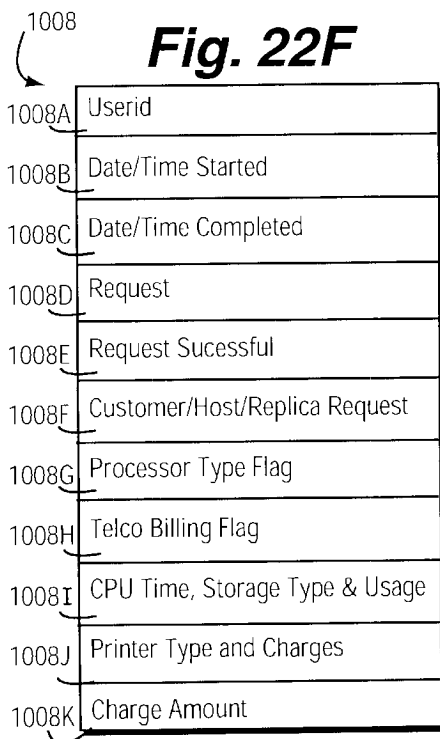 1008
Fig. 22F
1008A Userid
1008B Date/Time Started
1008C Date/Time Completed
1008D Request
1008E Request Sucessful
1008F Customer/Host/Replica Request
1008G Processor Type Flag
1008H Telco Billing Flag
1008I CPU Time, Storage Type & Usage
1008J Printer Type and Charges
1008K Charge Amount